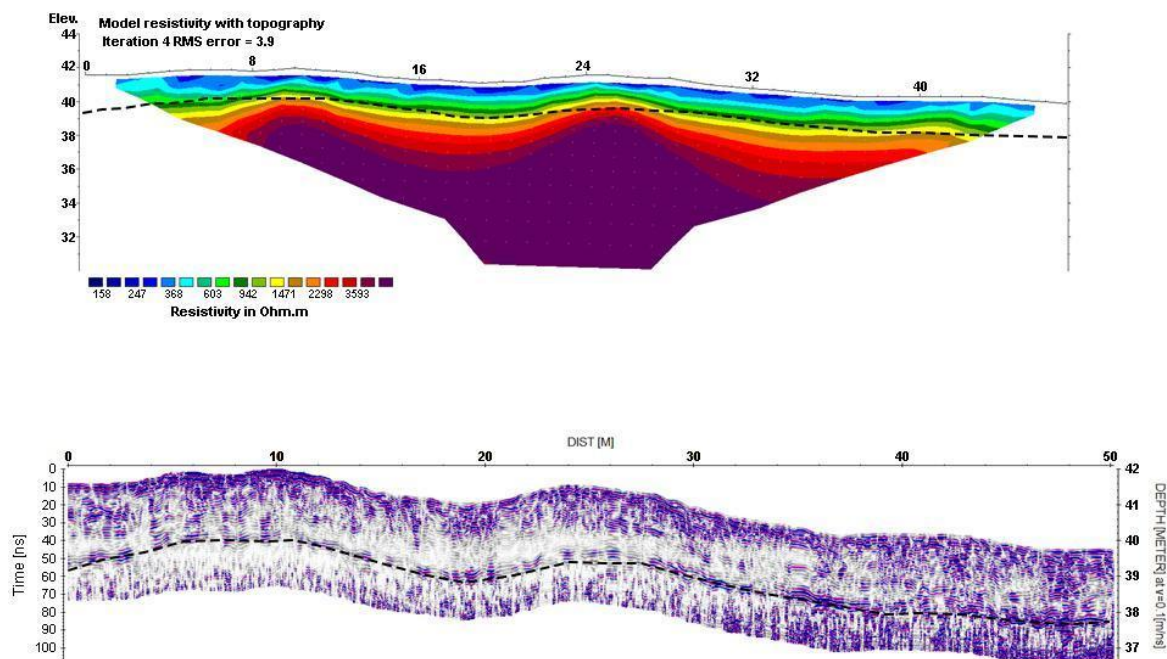 Elev.
Model resistivity with topography
Iteration 4 RMS error = 3.9
44
42
40
38
36
34
32
0 8 16 24 32 40
158 247 368 603 942 1471 2298 3593
Resistivity in Ohm.m
DIST [M]
0 10 20 30 40 50
Time [ns]
0
10
20
30
40
50
60
70
80
90
100
42
41
40
39
38
37
DEPTH [METER] at v=0.1[m/ns]